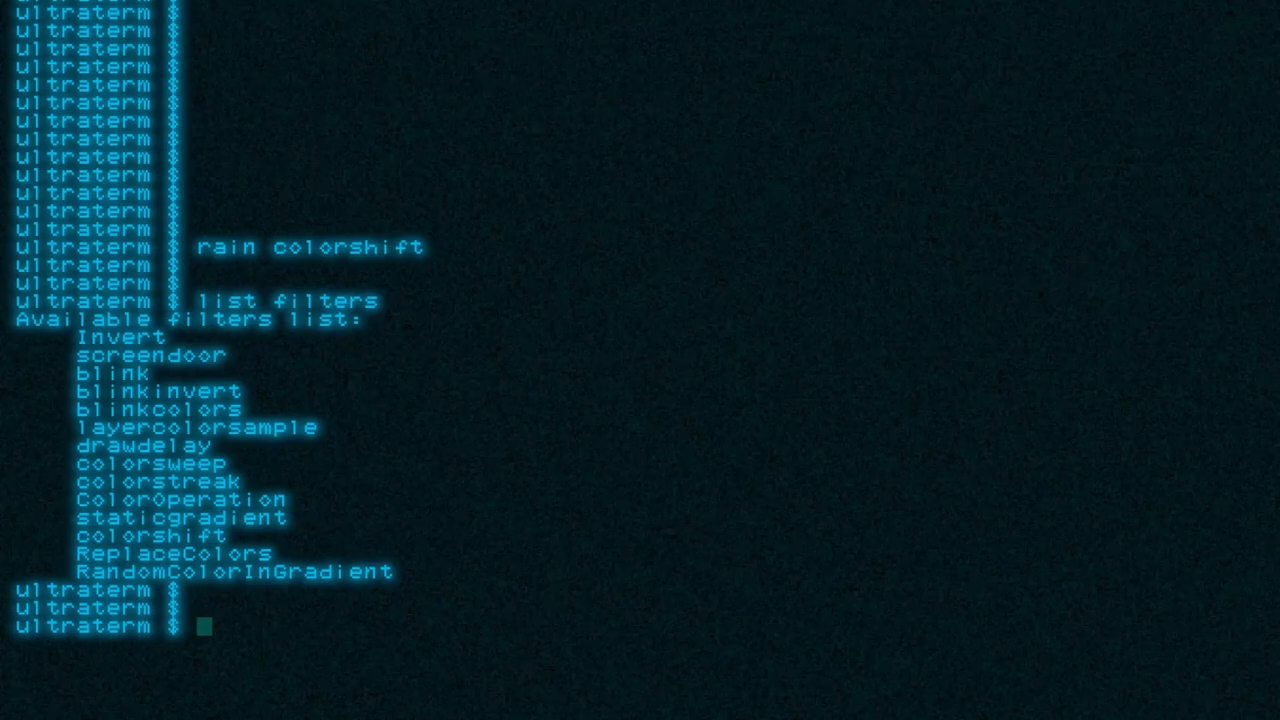 ultraterm $
ultraterm $
ultraterm $
ultraterm $
ultraterm $
ultraterm $
ultraterm $
ultraterm $
ultraterm $
ultraterm $
ultraterm $
ultraterm $
ultraterm $
ultraterm $
ultraterm $ rain colorshift
ultraterm $
ultraterm $
ultraterm $ list filters
Available filters list:
Invert
screendoor
blink
blinkinvert
blinkcolors
layercolorsample
drawdelay
colorsweep
colorstreak
ColorOperation
staticgradient
colorshift
ReplaceColors
RandomColorInGradient
ultraterm $
ultraterm $
ultraterm $